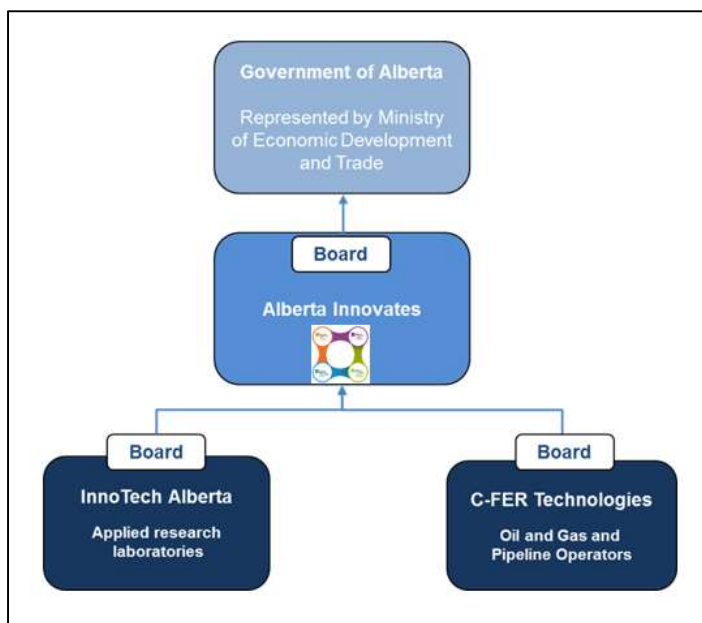 Government of Alberta
Represented by Ministry
of Economic Development
and Trade
Board
Alberta Innovates
Board
InnoTech Alberta
Applied research
laboratories
Board
C-FER Technologies
Oil and Gas and
Pipeline Operators